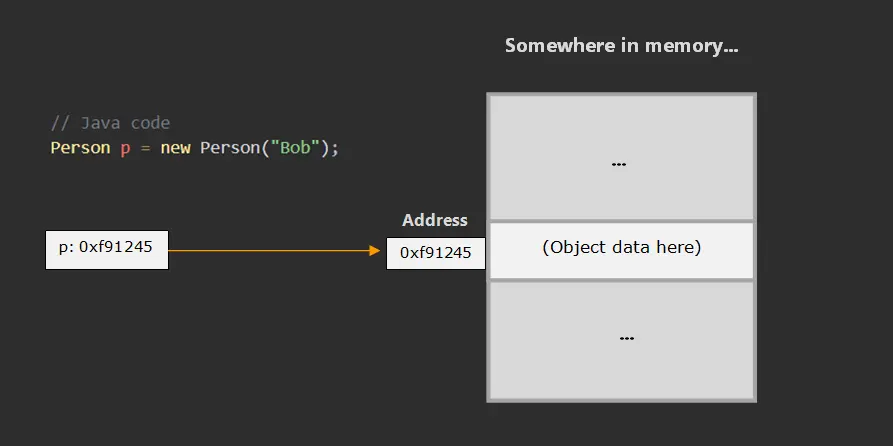 Somewhere in memory...
// Java code
Person p = new Person("Bob");
...
Address
p: 0xf91245
0xf91245
(Object data here)
...